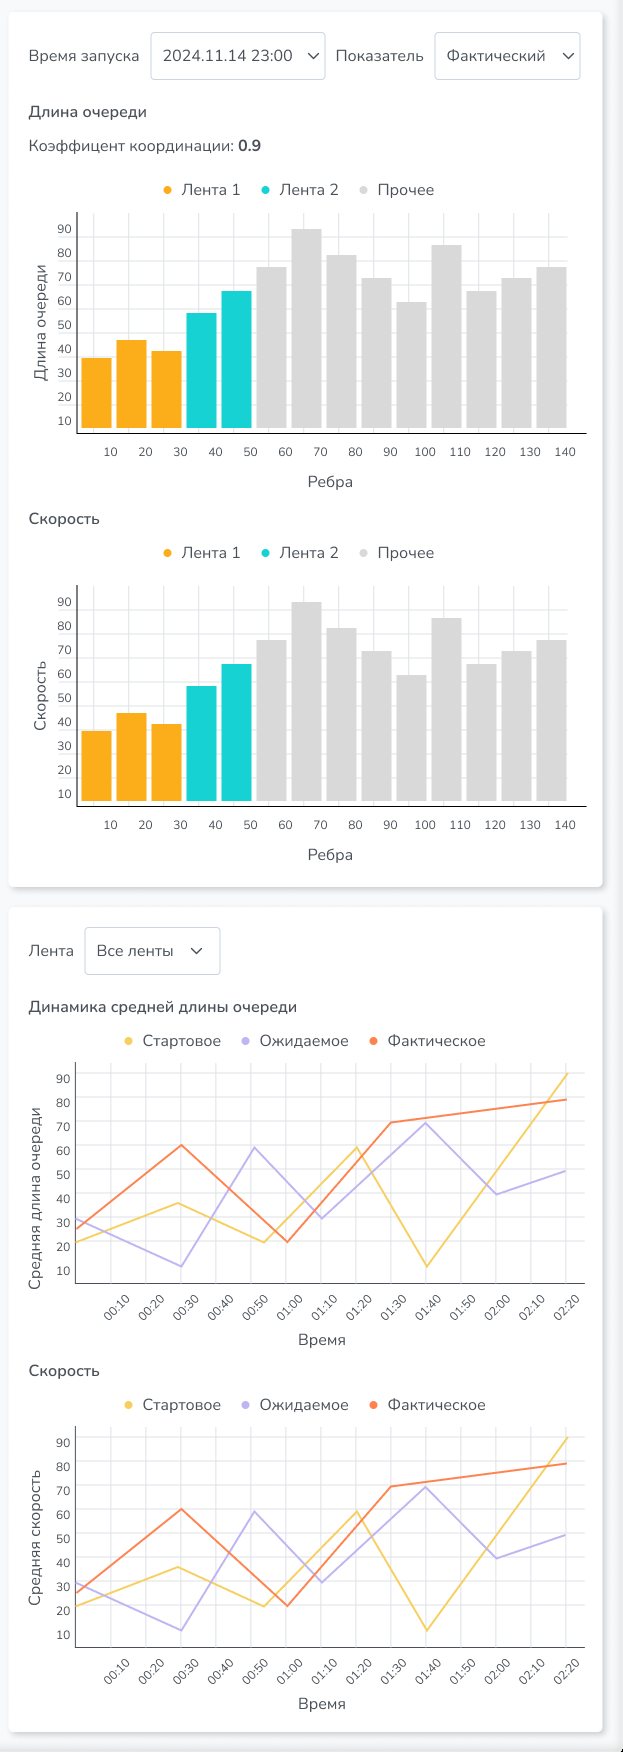 Время запуска 2024.11.14 23:00 Показатель Фактический
Длина очереди
Коэффицент координации: 0.9
Лента 1 Лента 2 Прочее
Длина очереди
90
80
70
60
50
40
30
20
10
10 20 30 40 50 60 70 80 90 100 110 120 130 140
Ребра
Скорость
Лента 1 Лента 2 Прочее
Скорость
90
80
70
60
50
40
30
20
10
10 20 30 40 50 60 70 80 90 100 110 120 130 140
Ребра
Лента Все ленты
Динамика средней длины очереди
Стартовое Ожидаемое Фактическое
Средняя длина очереди
90
80
70
60
50
40
30
20
10
00:10 00:20 00:30 00:40 00:50 01:00 01:10 01:20 01:30 01:40 01:50 02:00 02:10 02:20
Время
Скорость
Стартовое Ожидаемое Фактическое
Средняя скорость
90
80
70
60
50
40
30
20
10
00:10 00:20 00:30 00:40 00:50 01:00 01:10 01:20 01:30 01:40 01:50 02:00 02:10 02:20
Время